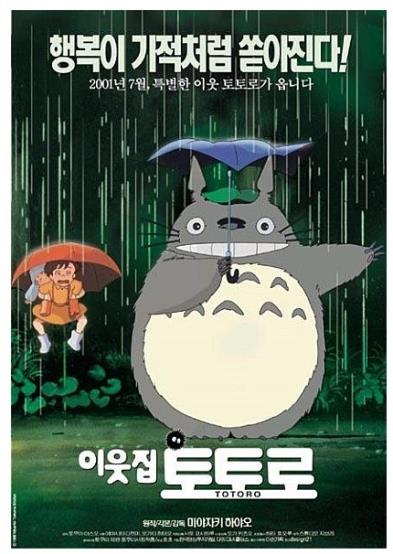 행복이 기적처럼 쏟아진다!
2001년 7월, 특별한 이웃 토토로가 옵니다
이웃집 토토로
TOTORO
원작/각본/감독 미야자키 하야오